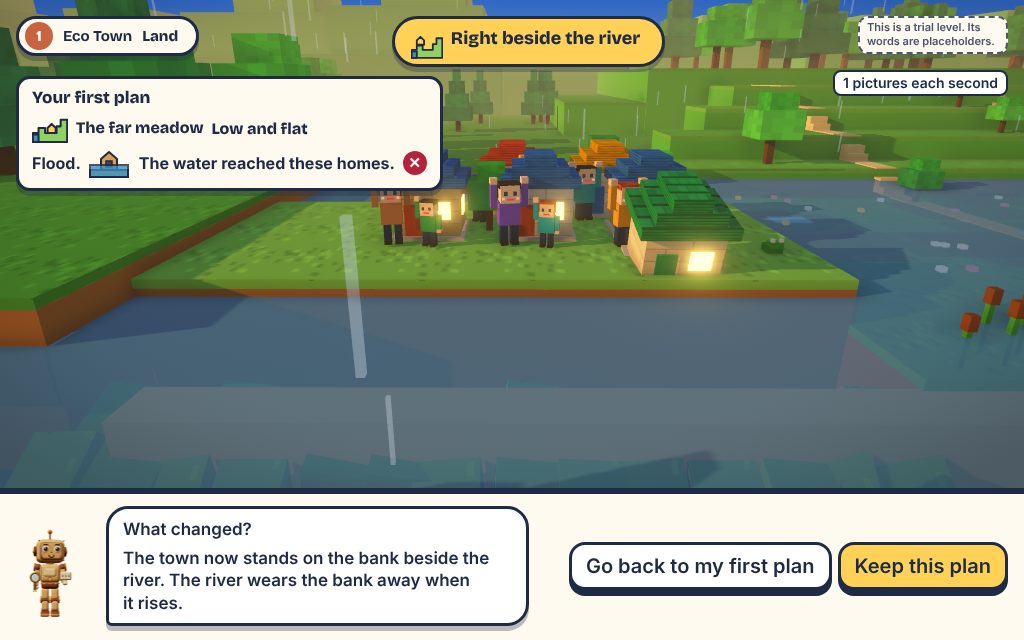 1 Eco Town Land
Right beside the river
This is a trial level. Its
words are placeholders.
1 pictures each second
Your first plan
The far meadow Low and flat
Flood. The water reached these homes.
What changed?
The town now stands on the bank beside the
river. The river wears the bank away when
it rises.
Go back to my first plan
Keep this plan